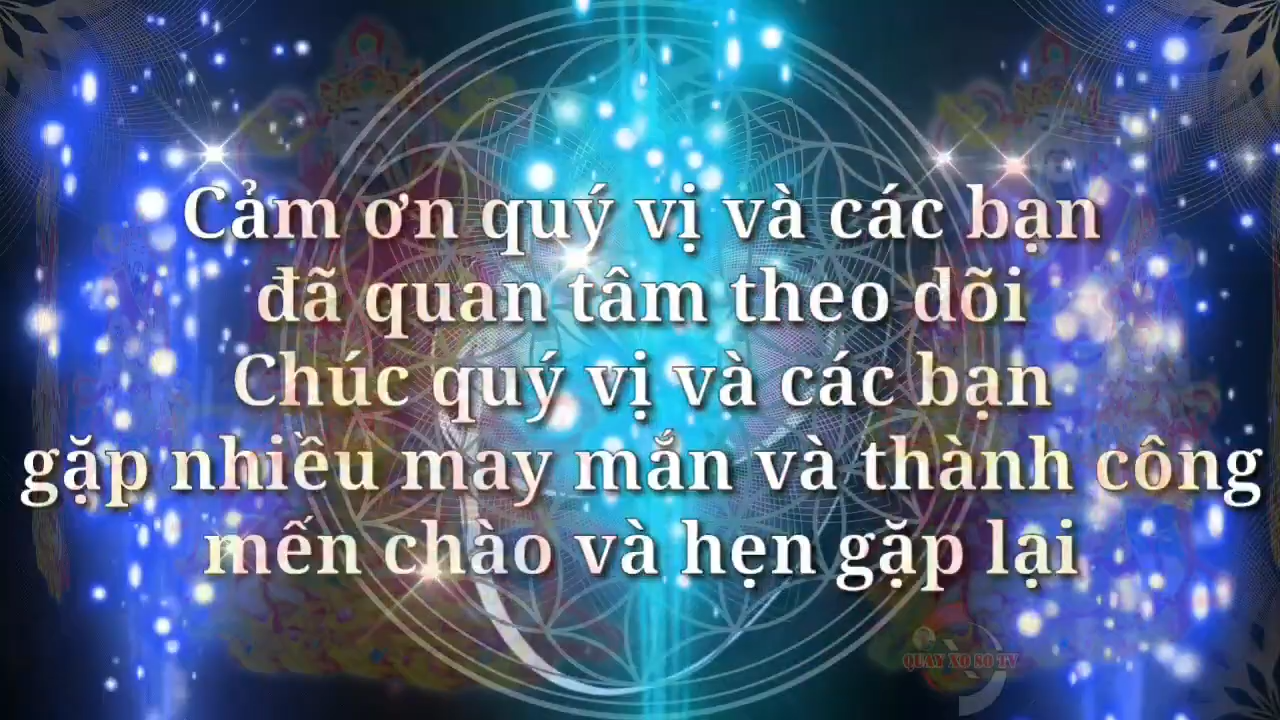 Cảm ơn quý vị và các bạn
đã quan tâm theo dõi
Chúc quý vị và các bạn
gặp nhiều may mắn và thành công
mến chào và hẹn gặp lại
QUAY XO SO TV